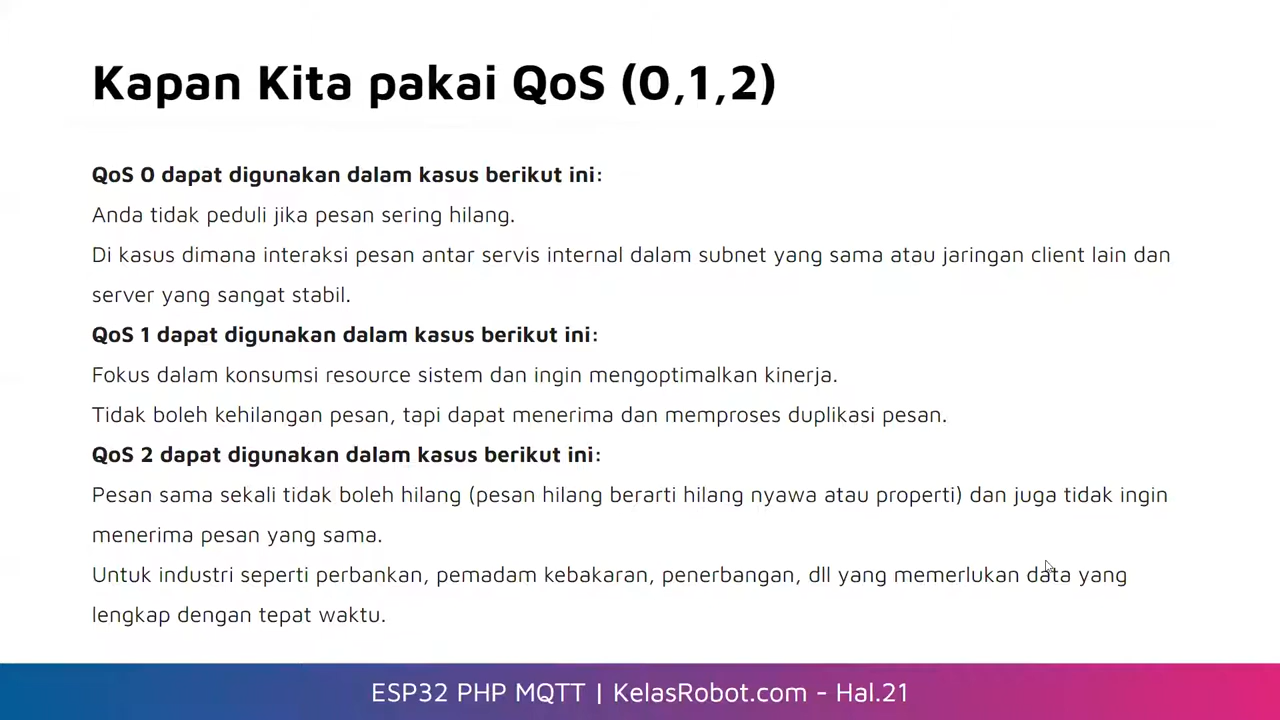 Kapan Kita pakai QoS (0,1,2)
QoS 0 dapat digunakan dalam kasus berikut ini:
Anda tidak peduli jika pesan sering hilang.
Di kasus dimana interaksi pesan antar servis internal dalam subnet yang sama atau jaringan client lain dan
server yang sangat stabil.
QoS 1 dapat digunakan dalam kasus berikut ini:
Fokus dalam konsumsi resource sistem dan ingin mengoptimalkan kinerja.
Tidak boleh kehilangan pesan, tapi dapat menerima dan memproses duplikasi pesan.
QoS 2 dapat digunakan dalam kasus berikut ini:
Pesan sama sekali tidak boleh hilang (pesan hilang berarti hilang nyawa atau properti) dan juga tidak ingin
menerima pesan yang sama.
Untuk industri seperti perbankan, pemadam kebakaran, penerbangan, dll yang memerlukan data yang
lengkap dengan tepat waktu.
ESP32 PHP MQTT | KelasRobot.com - Hal.21